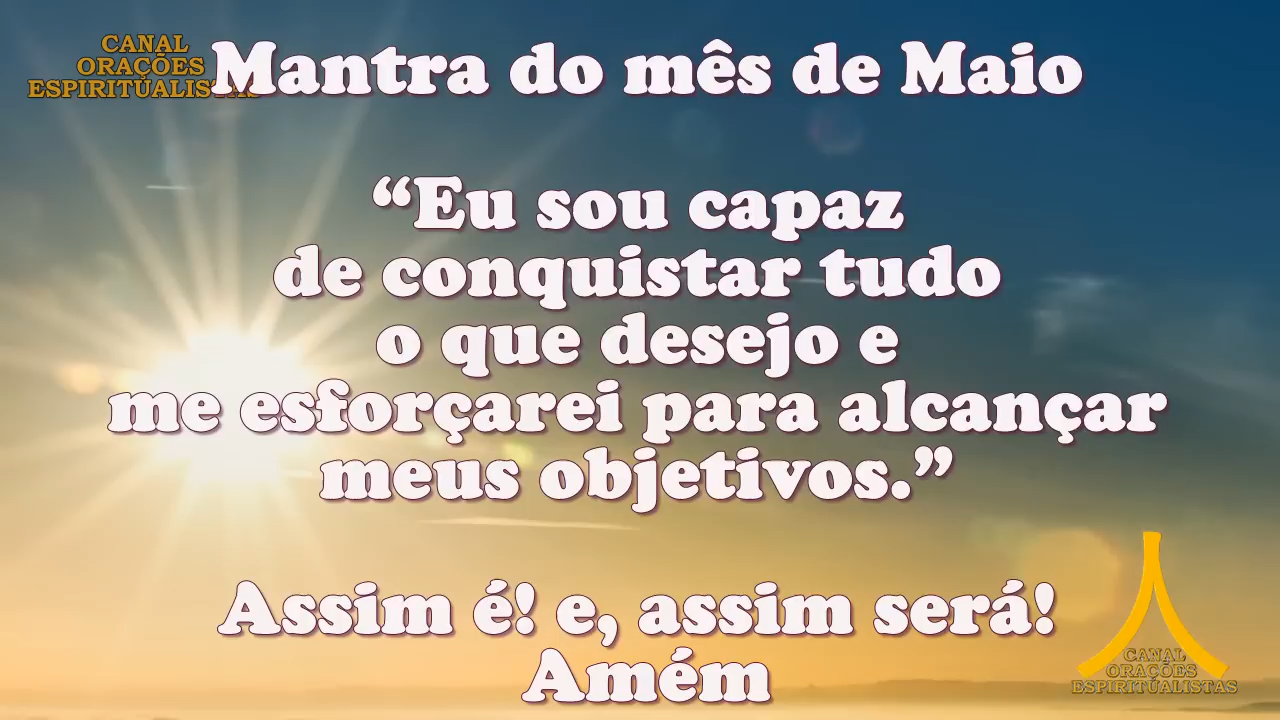 CANAL
ORAÇÕES
ESPIRITUALISTAS
Mantra do mês de Maio
“Eu sou capaz
de conquistar tudo
o que desejo e
me esforçarei para alcançar
meus objetivos.”
Assim é! e, assim será!
Amém
CANAL
ORAÇÕES
ESPIRITUALISTAS